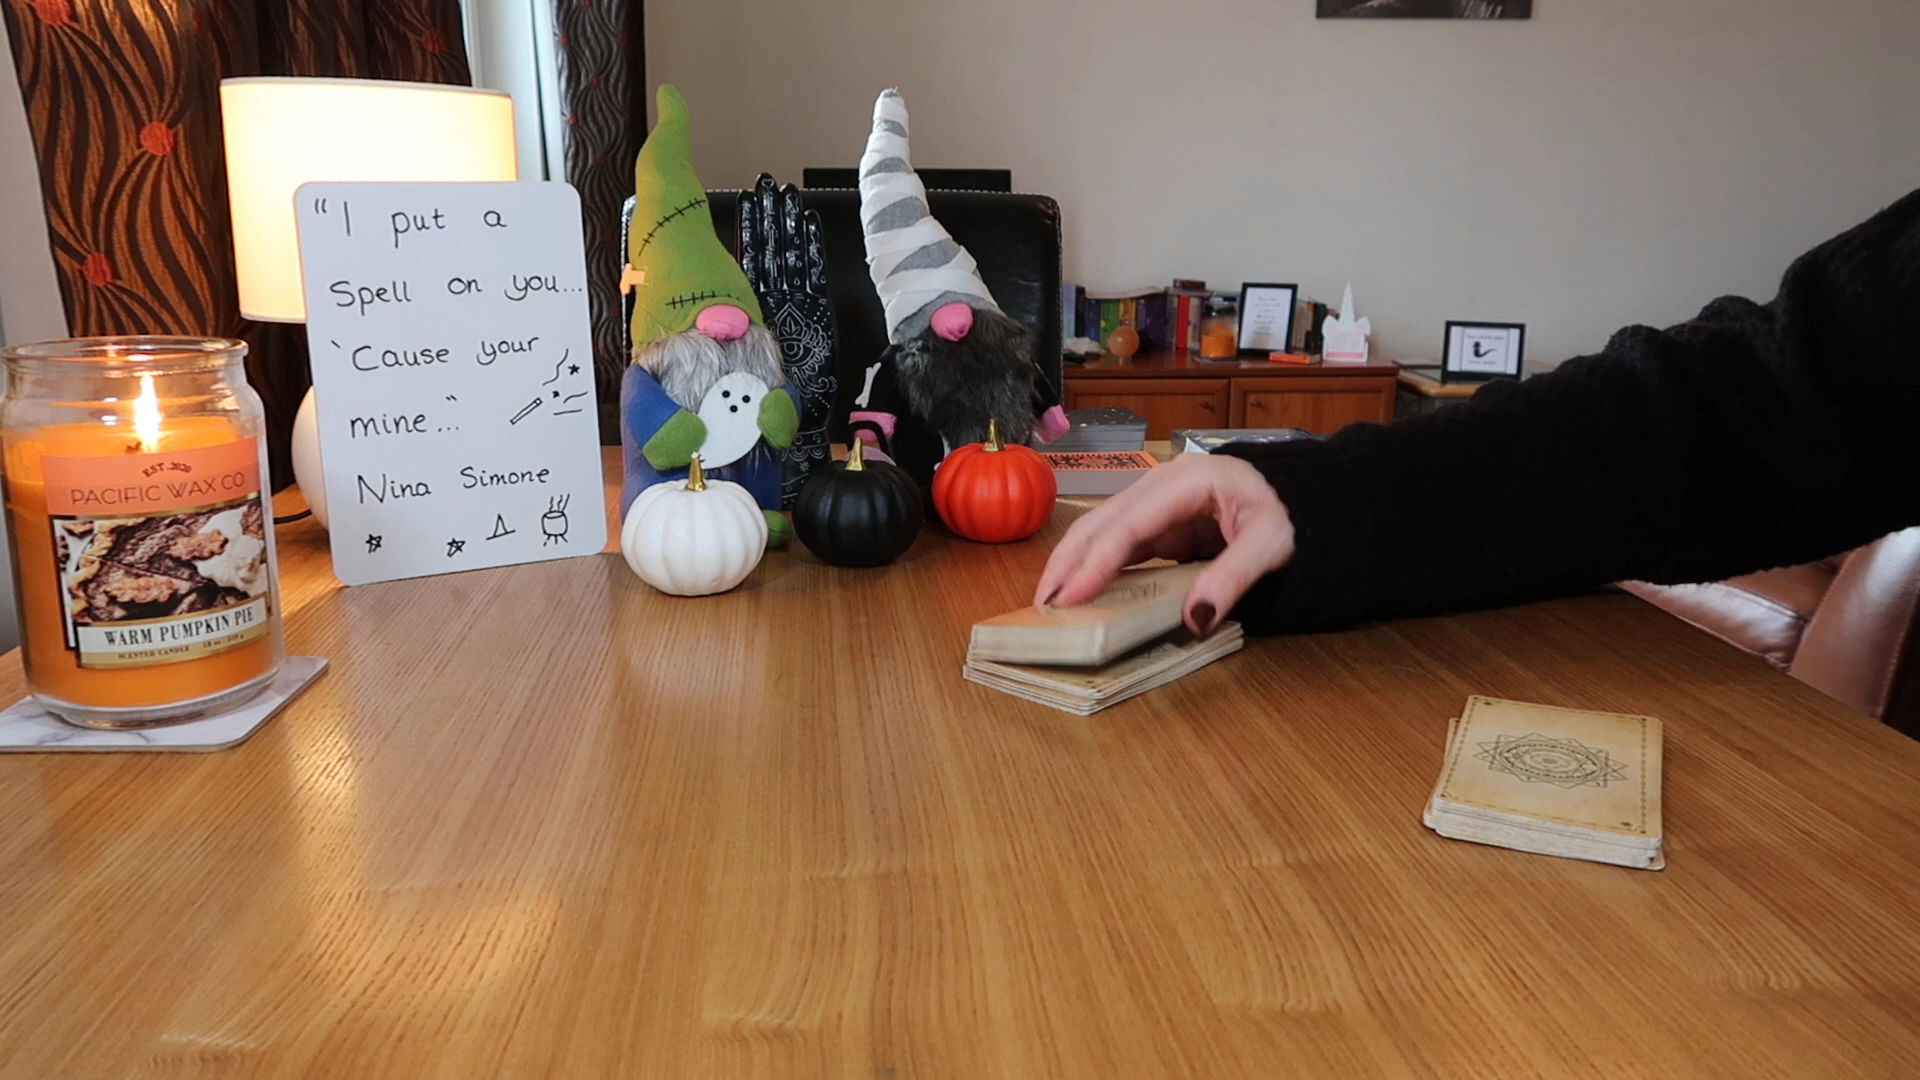 "I put a
Spell on you...
'Cause your
mine..."
Nina Simone
EST. 2020
PACIFIC WAX CO
WARM PUMPKIN PIE
SCENTED CANDLE